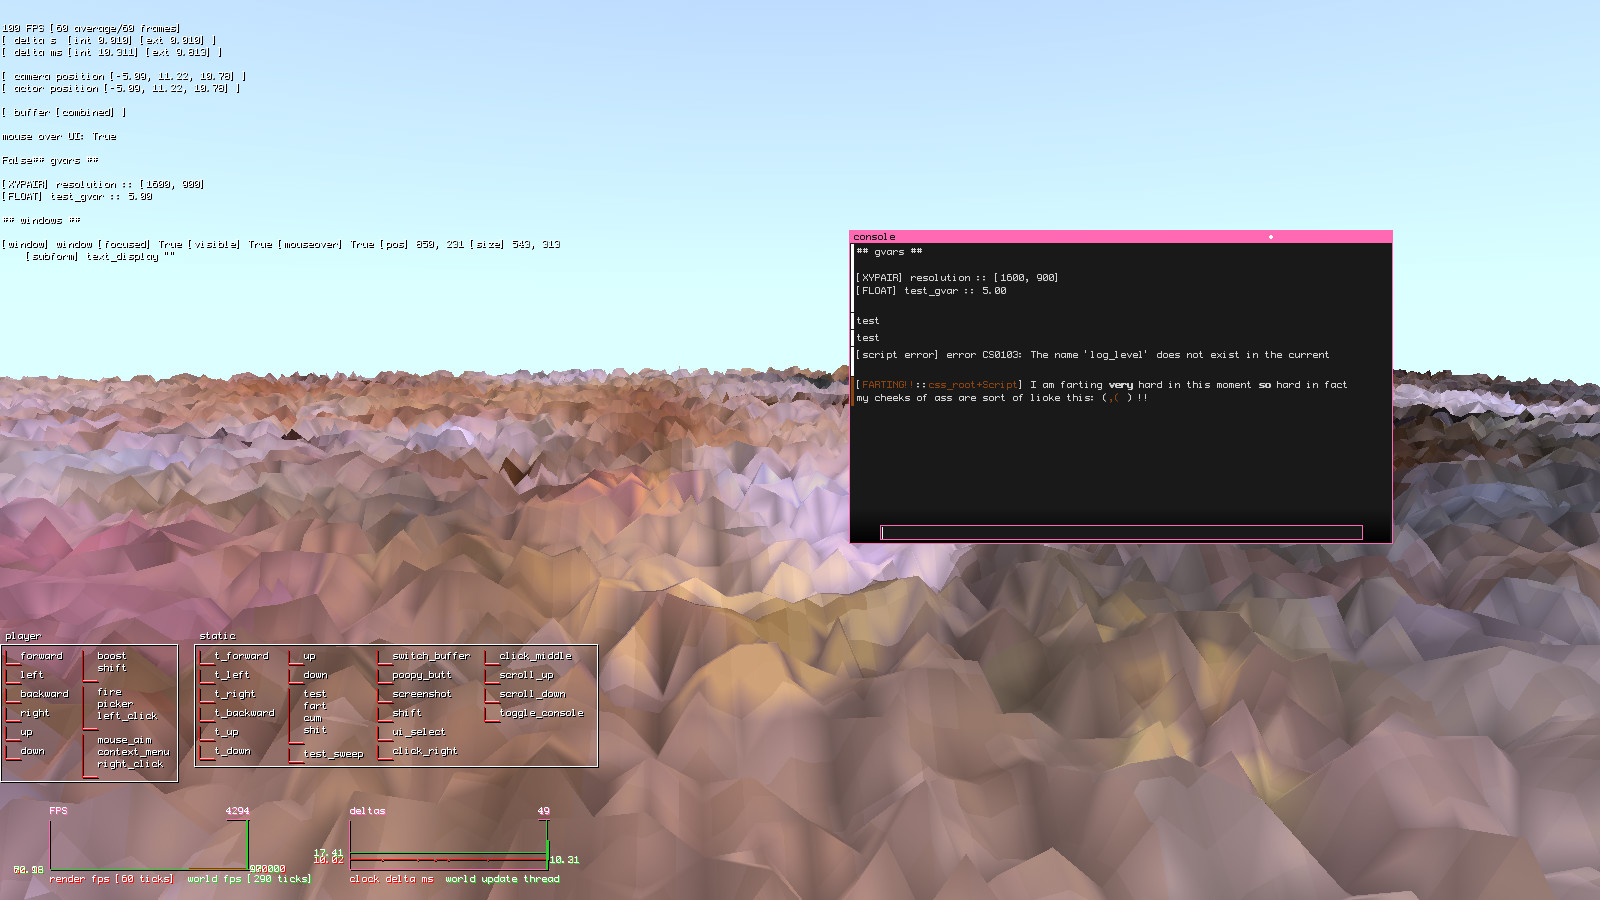 100 FPS [60 average/60 frames]
[ delta s  [int 0.010] [ext 0.010] ]
[ delta ms [int 10.311] [ext 9.813] ]
[ camera position [-5.09, 11.22, 10.78] ]
[ actor position [-5.09, 11.22, 10.78] ]
[ buffer [combined] ]
mouse over UI: True
False## gvars ##
[XYPAIR] resolution :: [1600, 900]
[FLOAT] test_gvar :: 5.00
## windows ##
[window] window [focused] True [visible] True [mouseover] True [pos] 850, 231 [size] 543, 313
[subform] text_display ""
console
## gvars ##
[XYPAIR] resolution :: [1600, 900]
[FLOAT] test_gvar :: 5.00
test
test
[script error] error CS0103: The name 'log_level' does not exist in the current
[FARTING!!::css_root+Script] I am farting very hard in this moment so hard in fact
my cheeks of ass are sort of lioke this: (,( ) !!
player
forward
left
backward
right
up
down
boost
shift
fire
picker
left_click
mouse_aim
context_menu
right_click
static
t_forward
t_left
t_right
t_backward
t_up
t_down
up
down
test
fart
cum
shit
test_sweep
switch_buffer
poopy_butt
screenshot
shift
ui_select
click_right
click_middle
scroll_up
scroll_down
toggle_console
FPS
4294
render fps [60 ticks]
world fps [290 ticks]
deltas
49
17.41
10.02
10.31
clock delta ms
world update thread